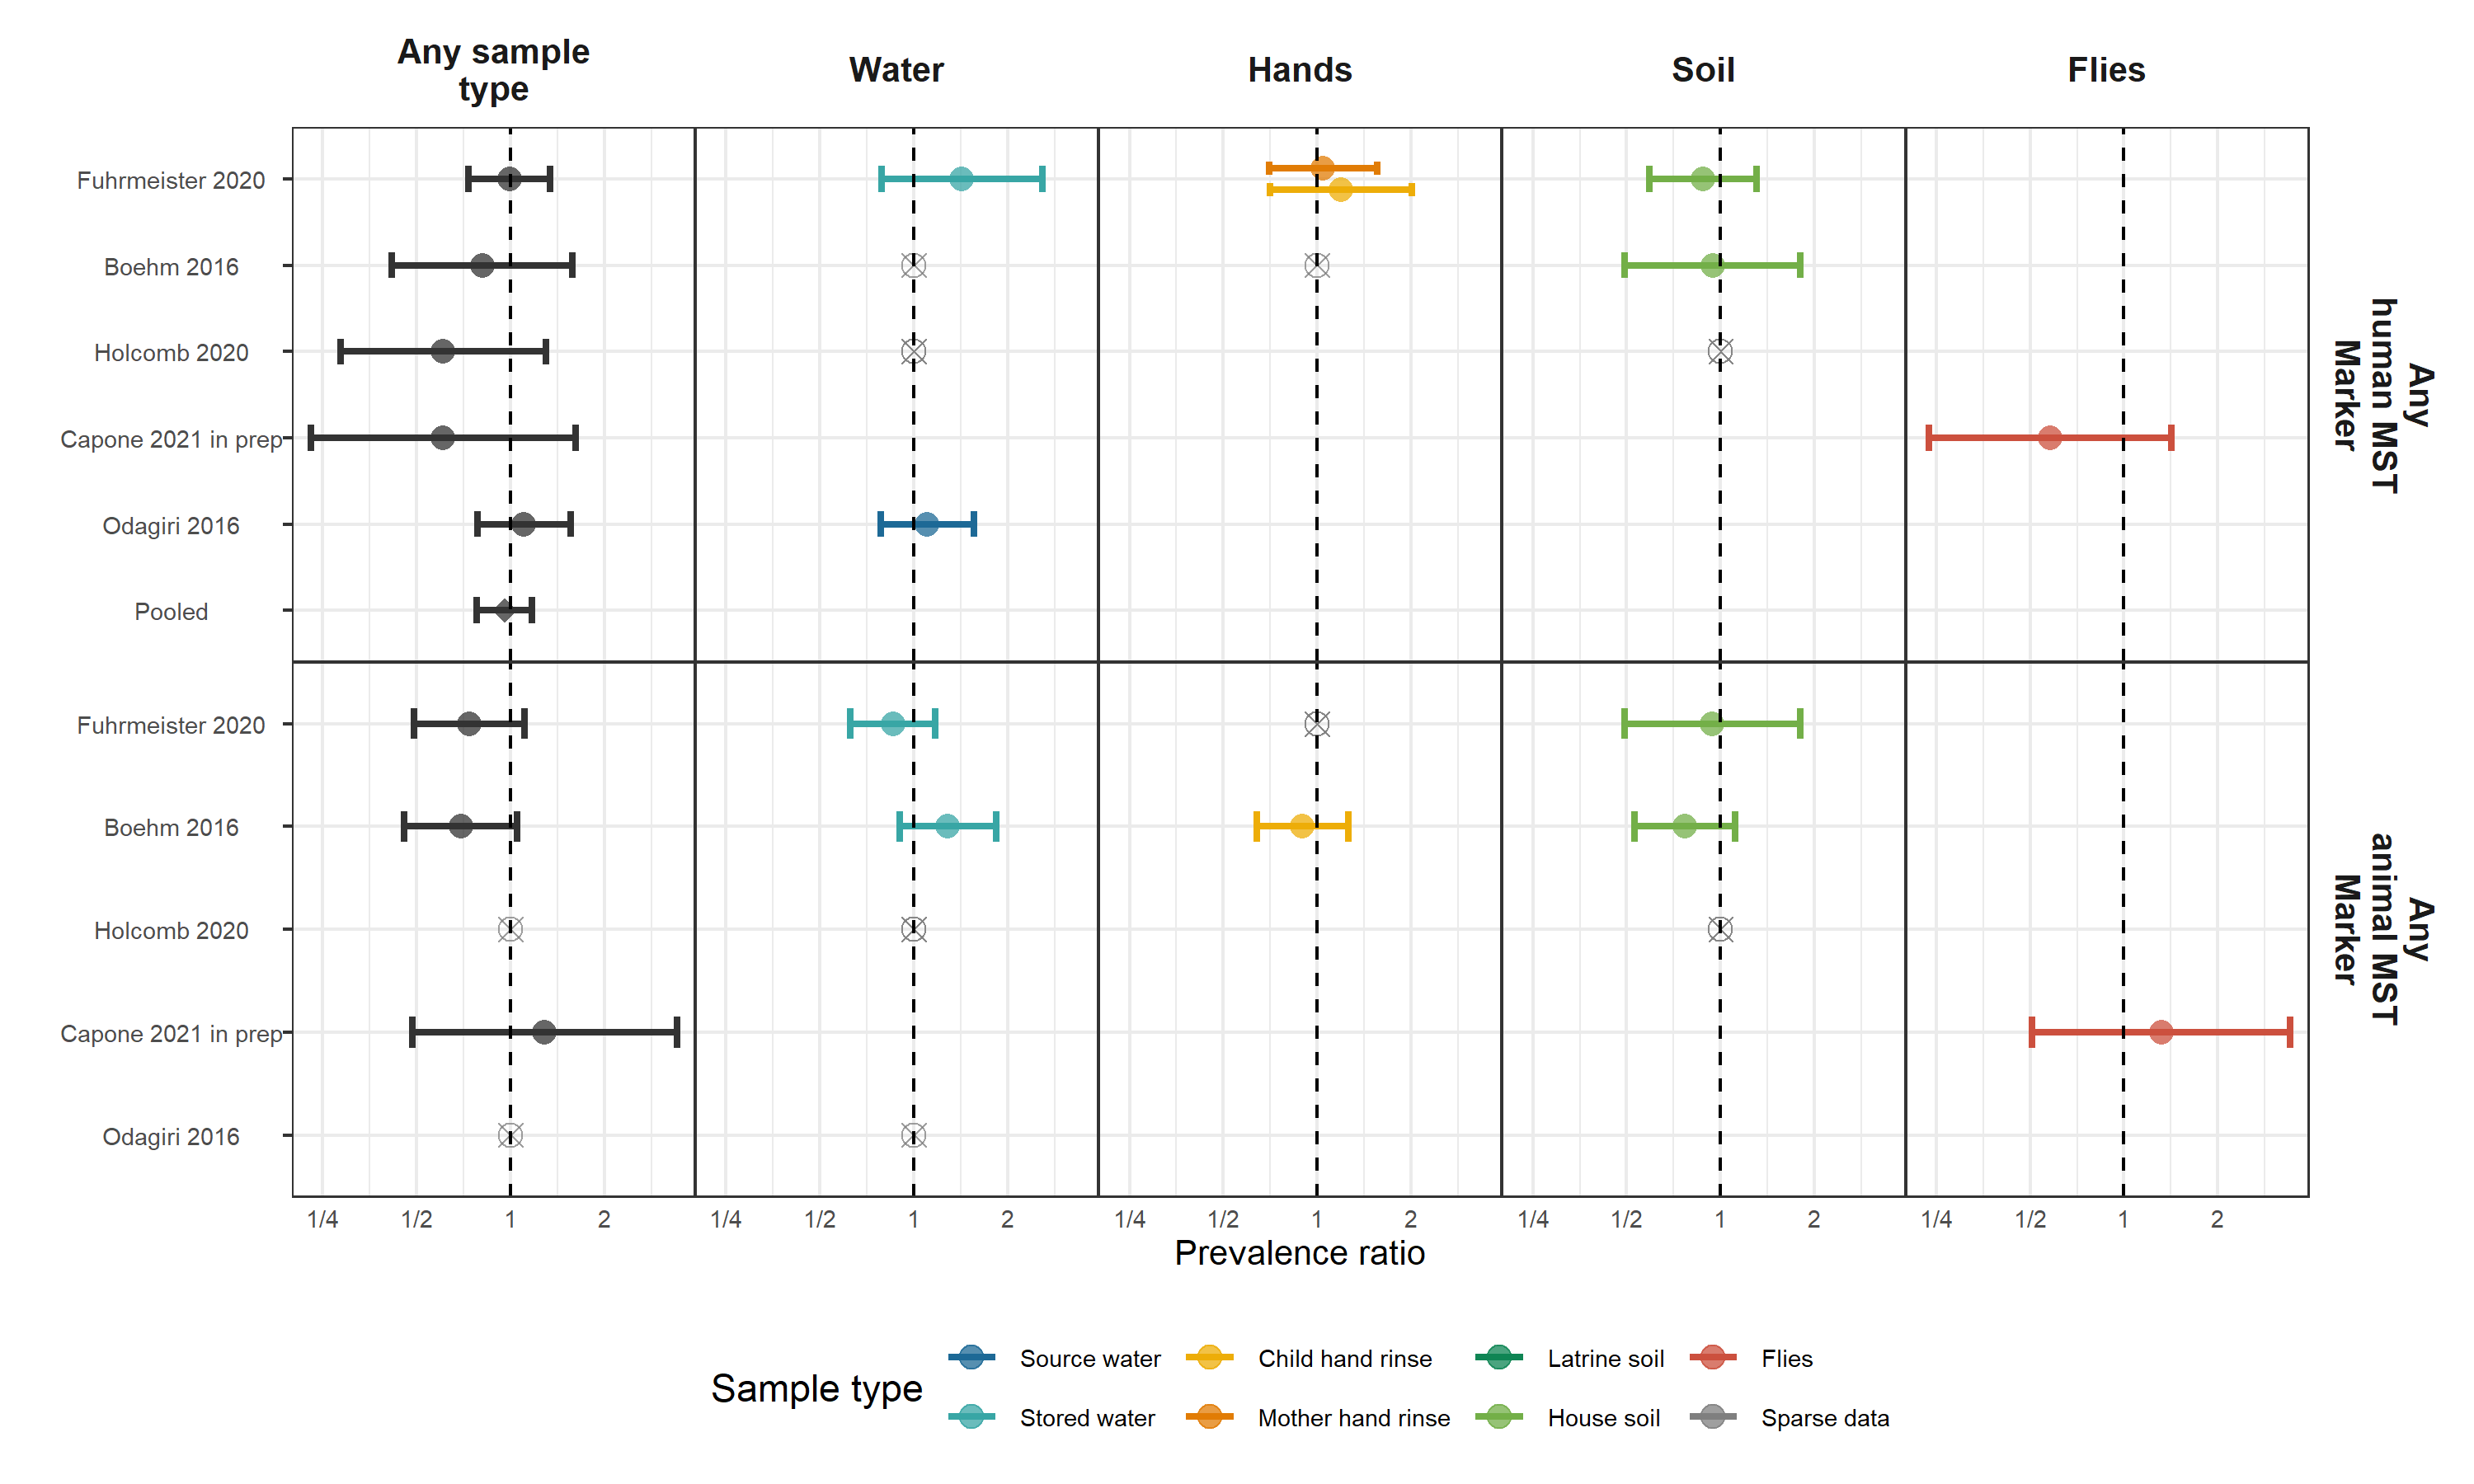 Any sample
type
Water
Hands
Soil
Flies
Fuhrmeister 2020
Boehm 2016
Holcomb 2020
Capone 2021 in prep
Odagiri 2016
Pooled
Any
human MST
Marker
Fuhrmeister 2020
Boehm 2016
Holcomb 2020
Capone 2021 in prep
Odagiri 2016
Any
animal MST
Marker
1/4 1/2 1 2 1/4 1/2 1 2 1/4 1/2 1 2 1/4 1/2 1 2 1/4 1/2 1 2
Prevalence ratio
Sample type
Source water Child hand rinse Latrine soil Flies
Stored water Mother hand rinse House soil Sparse data